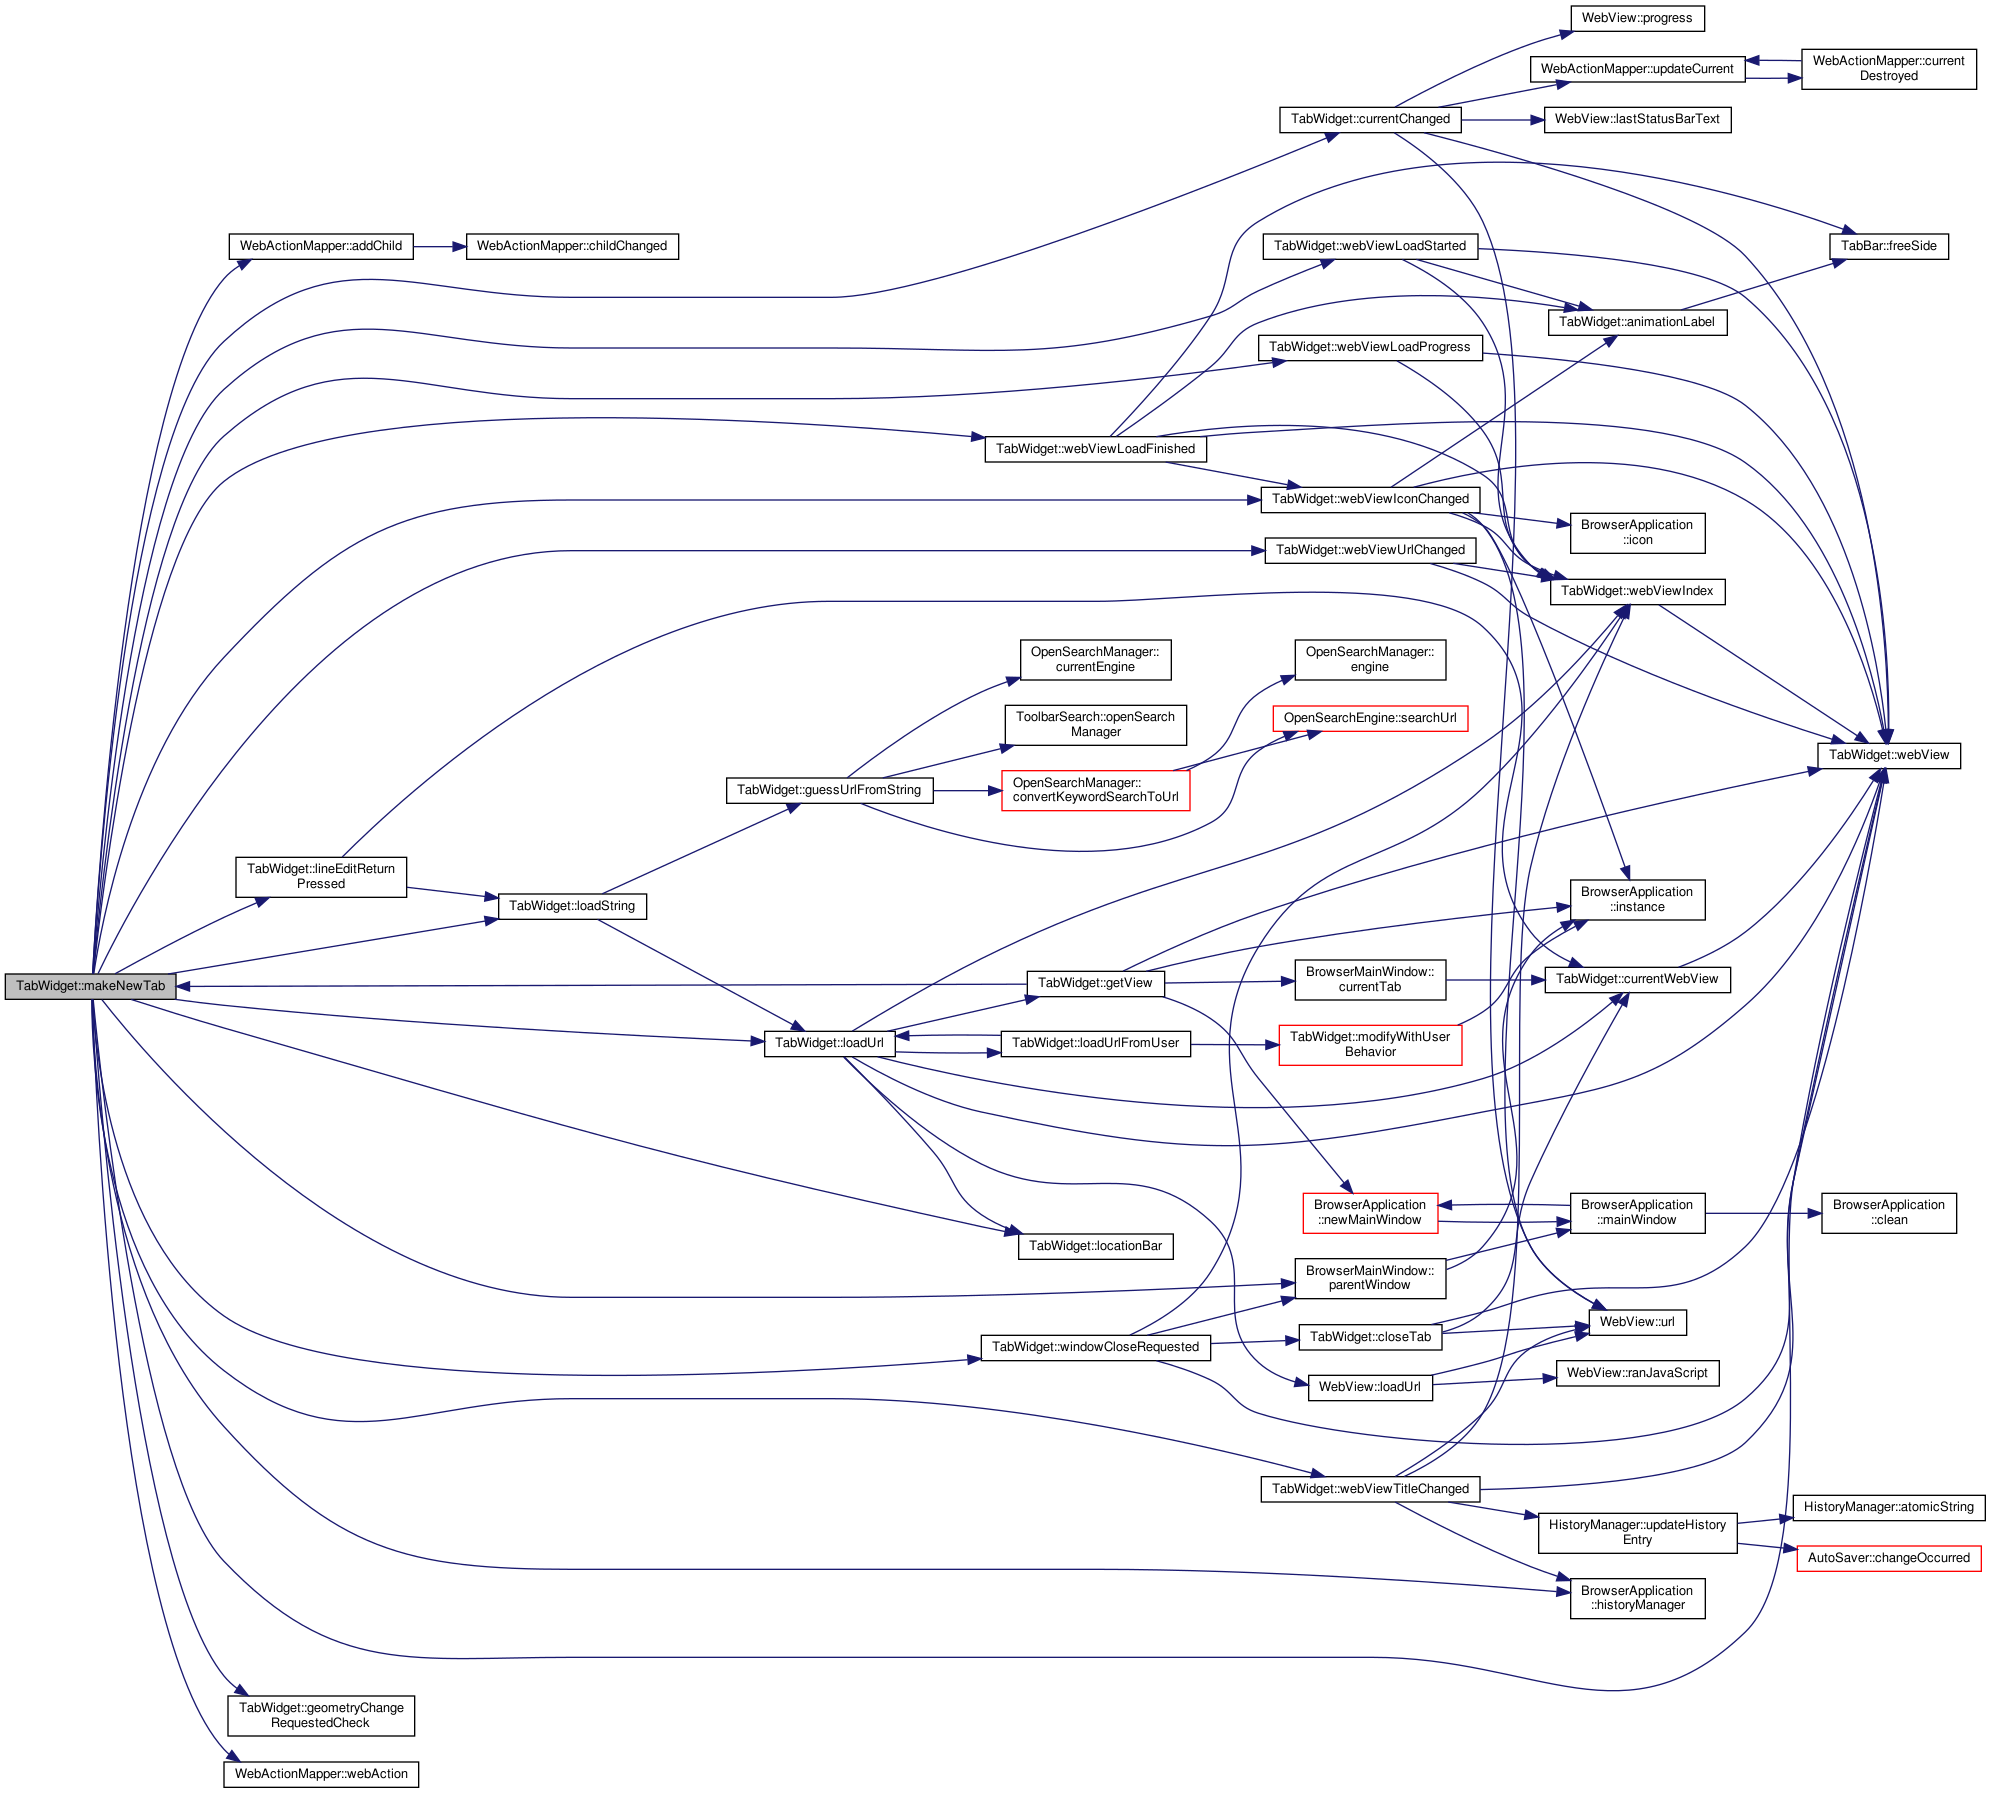 WebView::progress
WebActionMapper::updateCurrent
WebActionMapper::current
Destroyed
TabWidget::currentChanged
WebView::lastStatusBarText
WebActionMapper::addChild
WebActionMapper::childChanged
TabWidget::webViewLoadStarted
TabBar::freeSide
TabWidget::animationLabel
TabWidget::webViewLoadProgress
TabWidget::webViewLoadFinished
TabWidget::webViewIconChanged
BrowserApplication
::icon
TabWidget::webViewUrlChanged
TabWidget::webViewIndex
OpenSearchManager::
currentEngine
OpenSearchManager::
engine
ToolbarSearch::openSearch
Manager
OpenSearchEngine::searchUrl
TabWidget::webView
TabWidget::guessUrlFromString
OpenSearchManager::
convertKeywordSearchToUrl
TabWidget::lineEditReturn
Pressed
TabWidget::loadString
BrowserApplication
::instance
TabWidget::makeNewTab
TabWidget::getView
BrowserMainWindow::
currentTab
TabWidget::currentWebView
TabWidget::loadUrl
TabWidget::loadUrlFromUser
TabWidget::modifyWithUser
Behavior
BrowserApplication
::newMainWindow
BrowserApplication
::mainWindow
BrowserApplication
::clean
TabWidget::locationBar
BrowserMainWindow::
parentWindow
WebView::url
TabWidget::windowCloseRequested
TabWidget::closeTab
WebView::loadUrl
WebView::ranJavaScript
TabWidget::webViewTitleChanged
HistoryManager::updateHistory
Entry
HistoryManager::atomicString
AutoSaver::changeOccurred
BrowserApplication
::historyManager
TabWidget::geometryChange
RequestedCheck
WebActionMapper::webAction